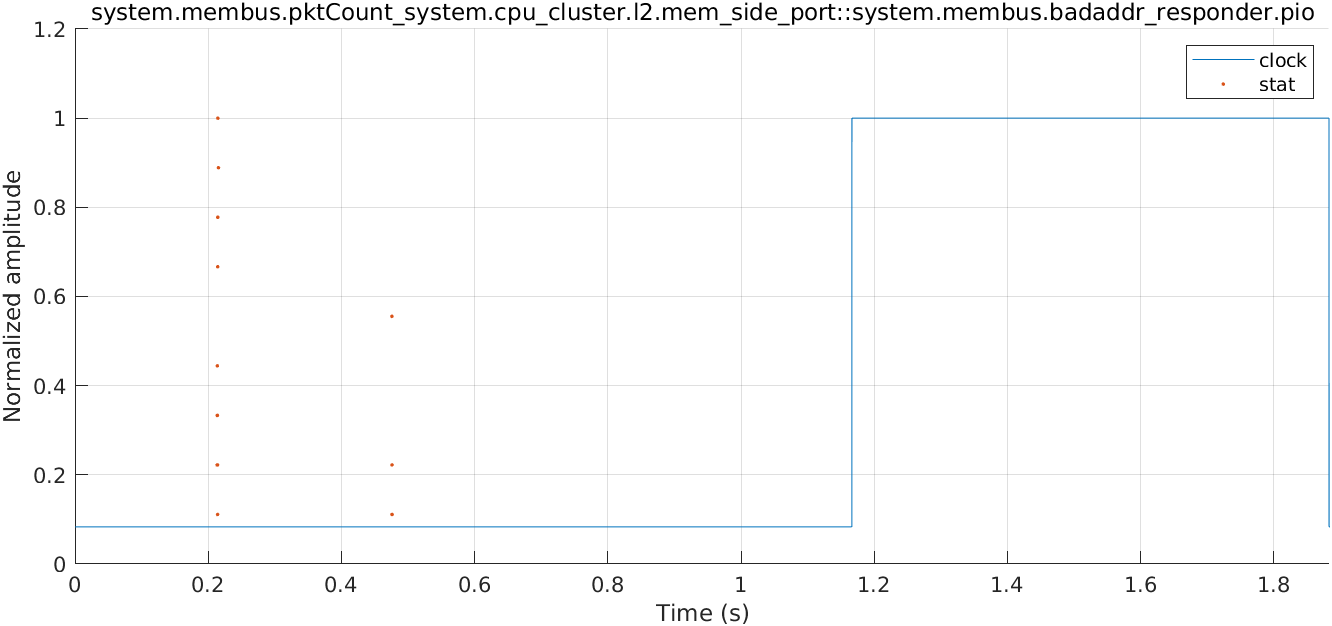 system.membus.pktCount_system.cpu_cluster.l2.mem_side_port::system.membus.badaddr_responder.pio
1.2
clock
stat
1
0.8
0.6
0.4
0.2
0
Normalized amplitude
0 0.2 0.4 0.6 0.8 1 1.2 1.4 1.6 1.8
Time (s)